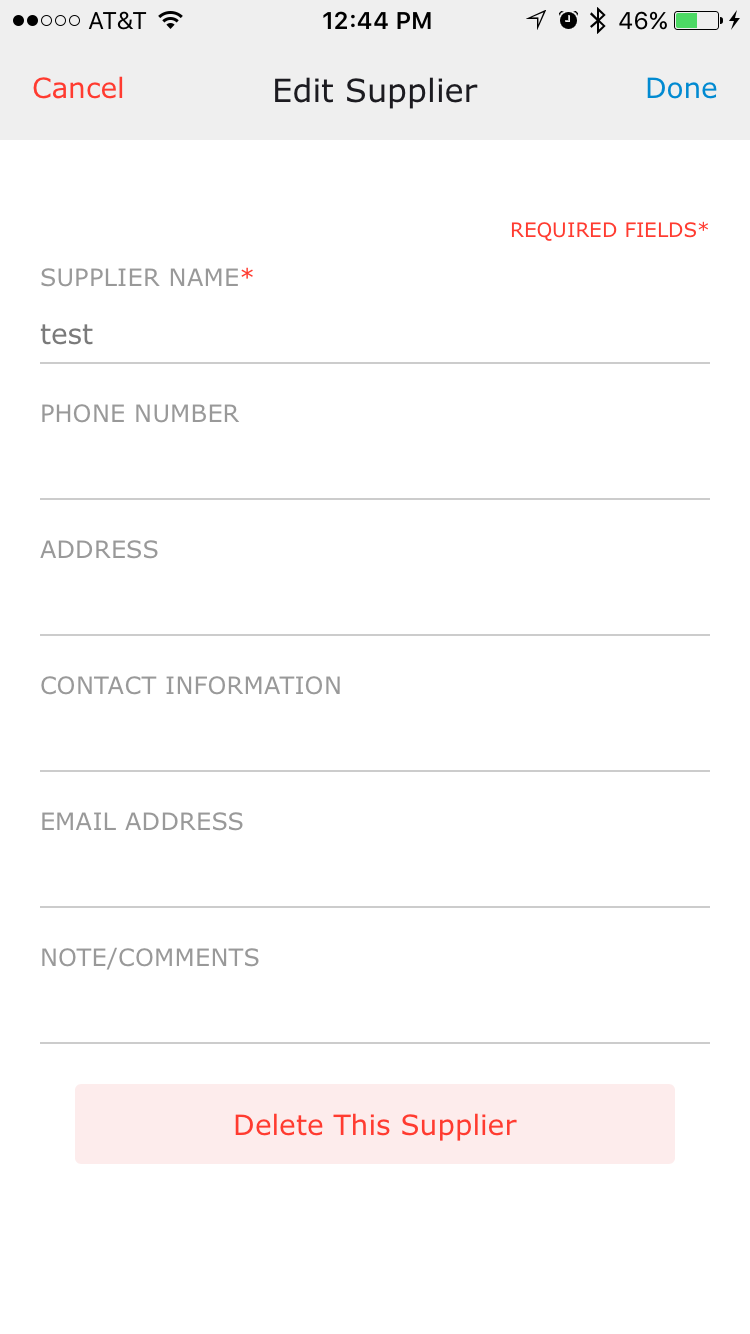 AT&T 12:44 PM 46%
Cancel Edit Supplier Done
REQUIRED FIELDS*
SUPPLIER NAME*
test
PHONE NUMBER
ADDRESS
CONTACT INFORMATION
EMAIL ADDRESS
NOTE/COMMENTS
Delete This Supplier